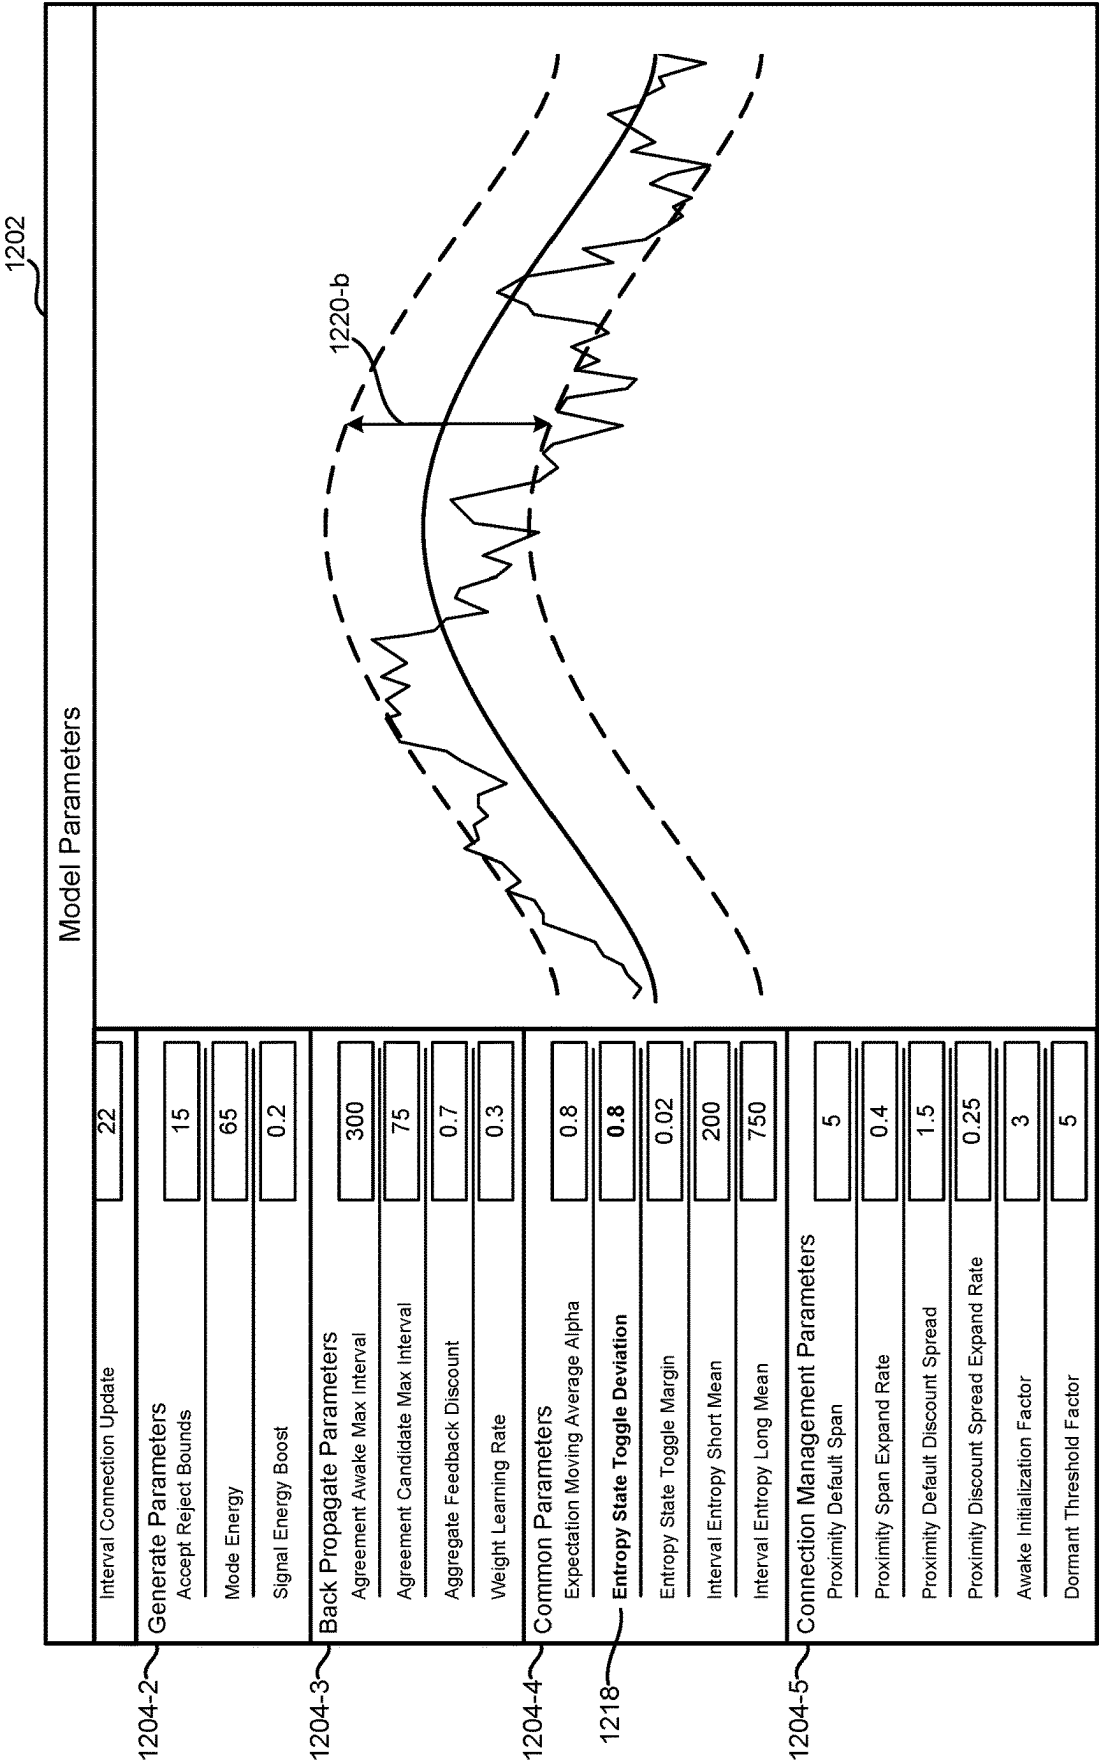 1202
Model Parameters
Interval Connection Update 22
1204-2
Generate Parameters
Accept Reject Bounds 15
Mode Energy 65
Signal Energy Boost 0.2
1204-3
Back Propagate Parameters
Agreement Awake Max Interval 300
Agreement Candidate Max Interval 75
Aggregate Feedback Discount 0.7
Weight Learning Rate 0.3
1204-4
Common Parameters
Expectation Moving Average Alpha 0.8
1218
Entropy State Toggle Deviation 0.8
Entropy State Toggle Margin 0.02
Interval Entropy Short Mean 200
Interval Entropy Long Mean 750
1204-5
Connection Management Parameters
Proximity Default Span 5
Proximity Span Expand Rate 0.4
Proximity Default Discount Spread 1.5
Proximity Discount Spread Expand Rate 0.25
Awake Initialization Factor 3
Dormant Threshold Factor 5
1220-b